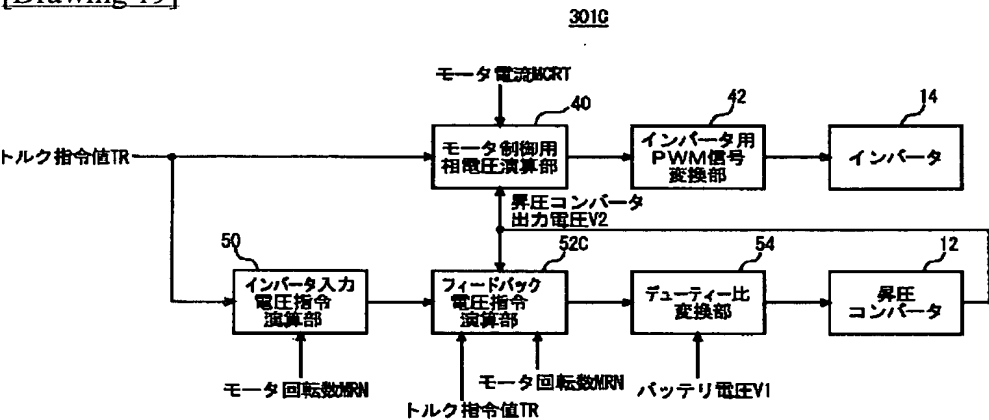 [Drawing 19]
301C
モータ電流MCRT
40
42
14
トルク指令値TR
モータ制御用
相電圧演算部
インバータ用
PWM信号
変換部
インバータ
昇圧コンバータ
出力電圧V2
50
52C
54
12
インバータ入力
電圧指令
演算部
フィードバック
電圧指令
演算部
デューティー比
変換部
昇圧
コンバータ
モータ回転数MRN
モータ回転数MRN
バッテリ電圧V1
トルク指令値TR